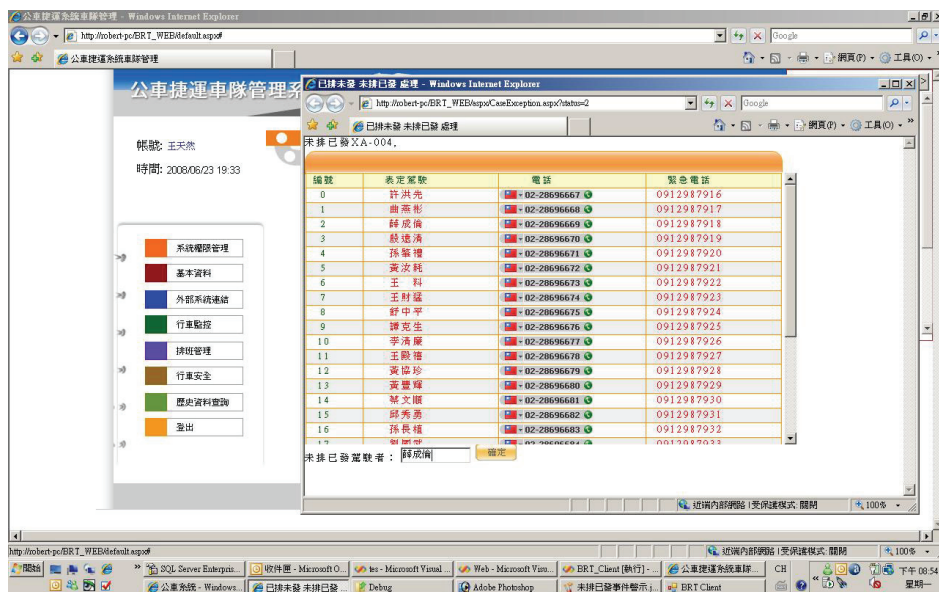 公車捷運系統車隊管理 - Windows Internet Explorer
http://robert-pc/BRT_WEB/default.aspx#
Google
公車捷運系統車隊管理
網頁(P)
工具(O)
公車捷運車隊管理系
帳號: 王天然
時間: 2008/06/23 19:33
系統權限管理
基本資料
外部系統連結
行車監控
排班管理
行車安全
歷史資料查詢
登出
已排未發 未排已發 處理 - Windows Internet Explorer
http://robert-pc/BRT_WEB/aspx/CaseException.aspx?status=2
Google
已排未發 未排已發 處理
網頁(P)
工具(O)
未排已發XA-004,
編號 表定駕駛 電話 緊急電話
0 許洪先 02-28696667 0912987916
1 曲燕彬 02-28696668 0912987917
2 薛成倫 02-28696669 0912987918
3 殷遠清 02-28696670 0912987919
4 孫肇禮 02-28696671 0912987920
5 黃汝耗 02-28696672 0912987921
6 王 科 02-28696673 0912987922
7 王財猛 02-28696674 0912987923
8 舒中平 02-28696675 0912987924
9 譚克生 02-28696676 0912987925
10 李清慶 02-28696677 0912987926
11 王殿禧 02-28696678 0912987927
12 黃協珍 02-28696679 0912987928
13 黃豐輝 02-28696680 0912987929
14 蔡文順 02-28696681 0912987930
15 邱秀勇 02-28696682 0912987931
16 孫長植 02-28696683 0912987932
17 02-28696684 0912987933
未排已發駕駛者: 薛成倫 確定
近端內部網路 | 受保護模式: 關閉
100%
http://robert-pc/BRT_WEB/default.aspx#
近端內部網路 | 受保護模式: 關閉
100%
開始
SQL Server Enterpris...
收件匣 - Microsoft O...
tes - Microsoft Visual ...
Web - Microsoft Visu...
BRT_Client [執行] - ...
公車捷運系統車隊...
CH
下午 08:54
公車系統 - Windows...
已排未發 未排已發...
Debug
Adobe Photoshop
未排已發事件警示.j...
BRT Client
星期一